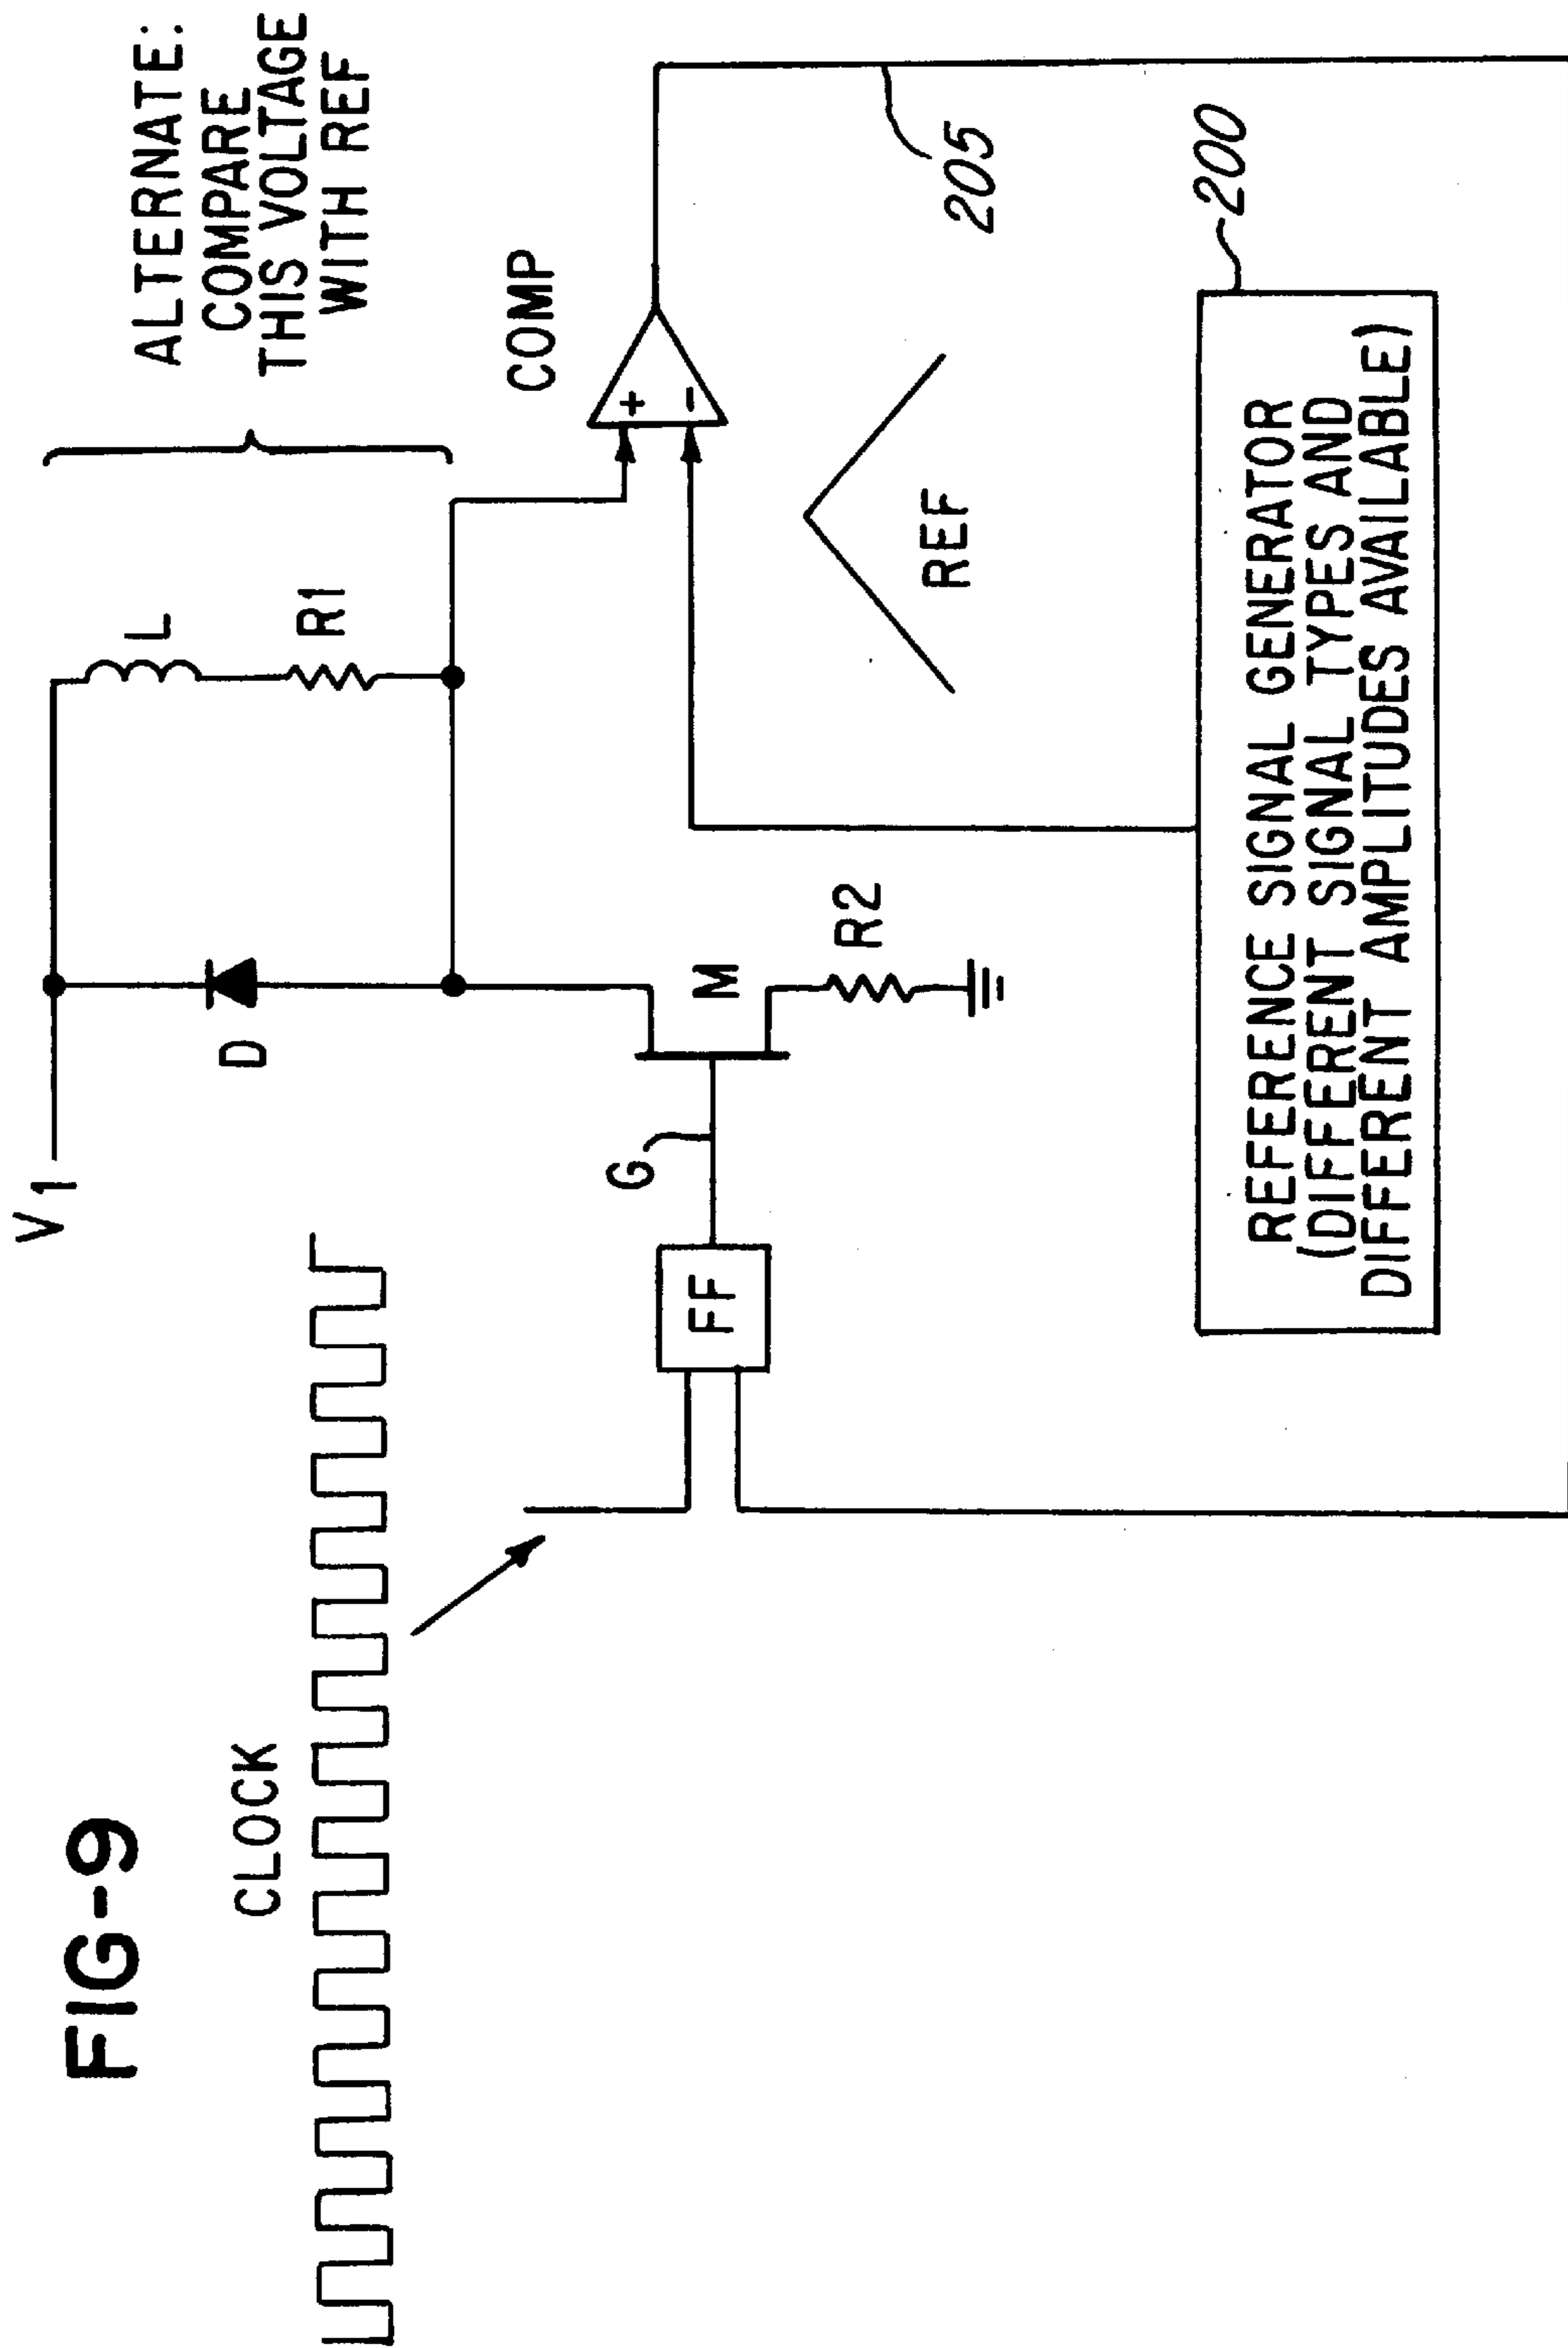 FIG-9
CLOCK
V1
D
L
R1
ALTERNATE:
COMPARE
THIS VOLTAGE
WITH REF
COMP
+
-
G
FF
M
R2
REF
205
200
REFERENCE SIGNAL GENERATOR
(DIFFERENT SIGNAL TYPES AND
DIFFERENT AMPLITUDES AVAILABLE)